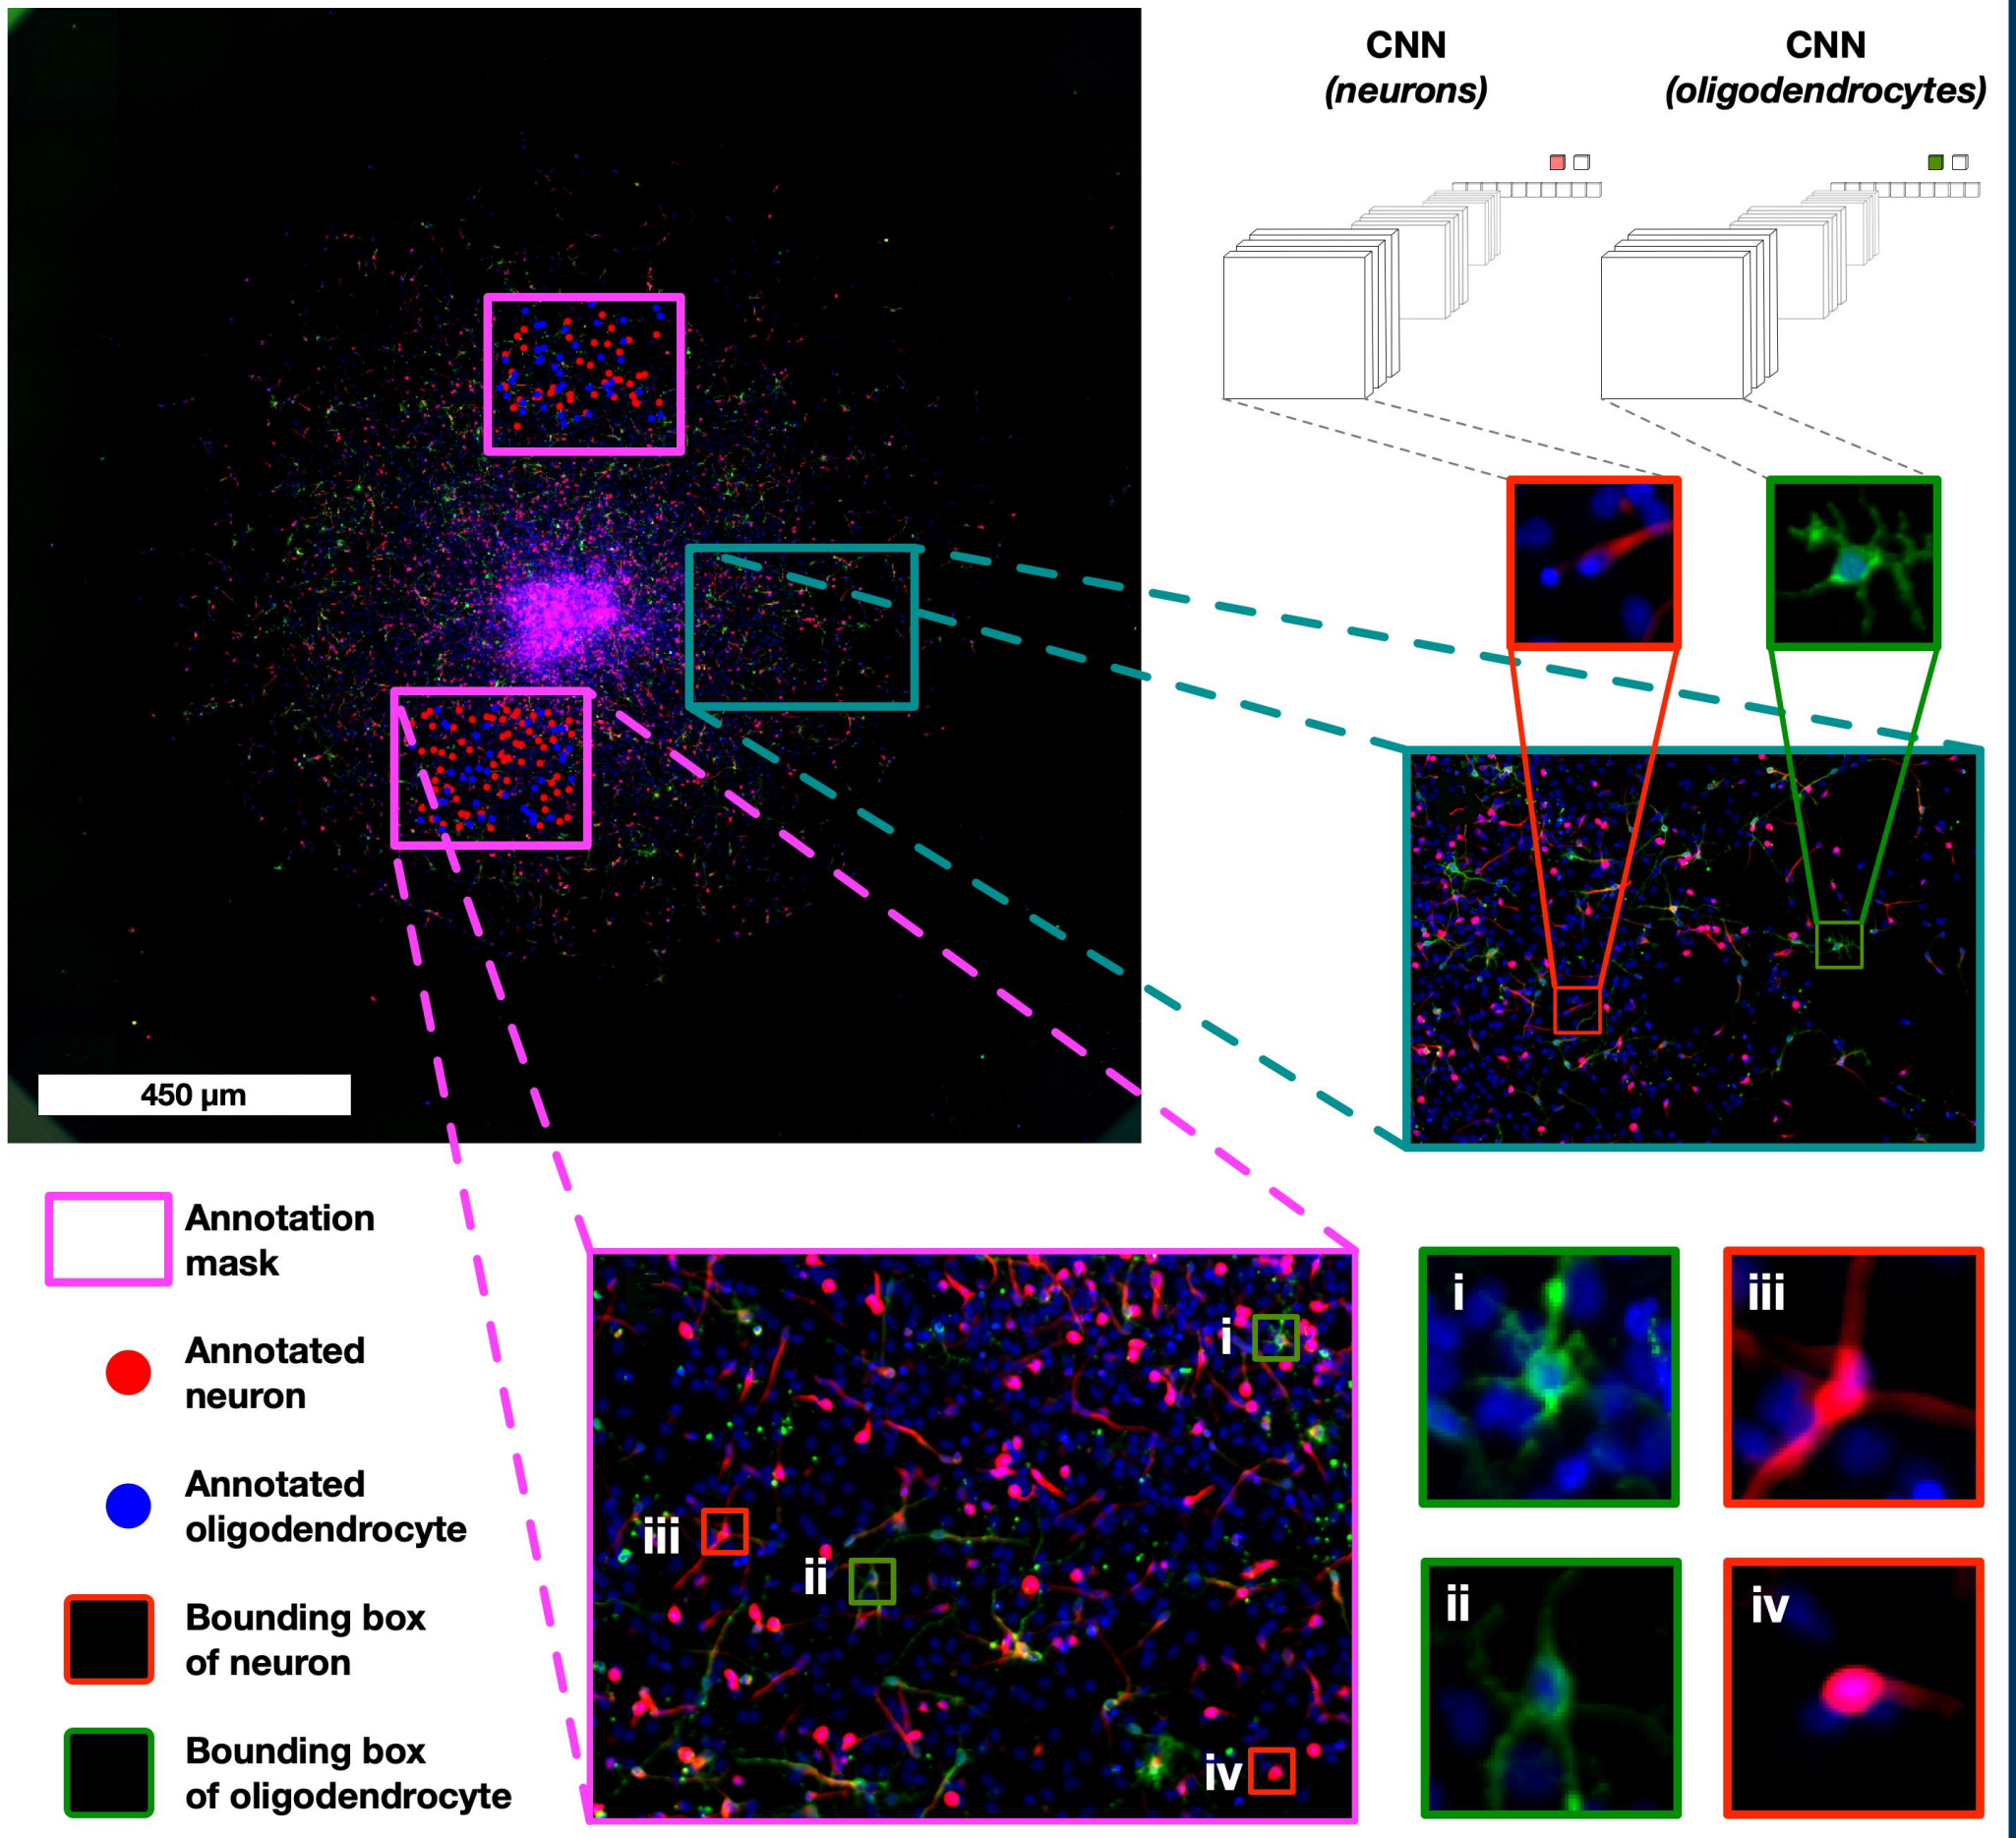 CNN
(neurons)
CNN
(oligodendrocytes)
450 µm
Annotation
mask
Annotated
neuron
Annotated
oligodendrocyte
Bounding box
of neuron
Bounding box
of oligodendrocyte
i
iii
ii
iv
i
iii
ii
iv